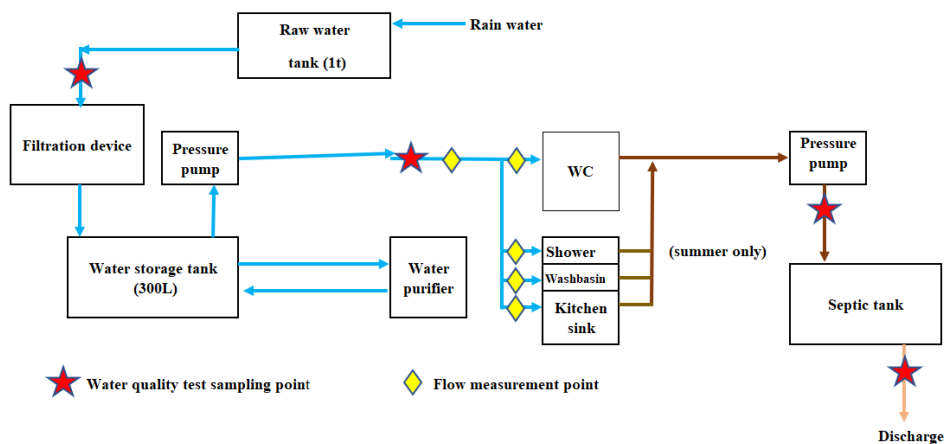 Rain water
Raw water
tank (1t)
Filtration device
Pressure
pump
WC
Pressure
pump
Shower
(summer only)
Washbasin
Kitchen
sink
Water storage tank
(300L)
Water
purifier
Septic tank
Water quality test sampling point
Flow measurement point
Discharge